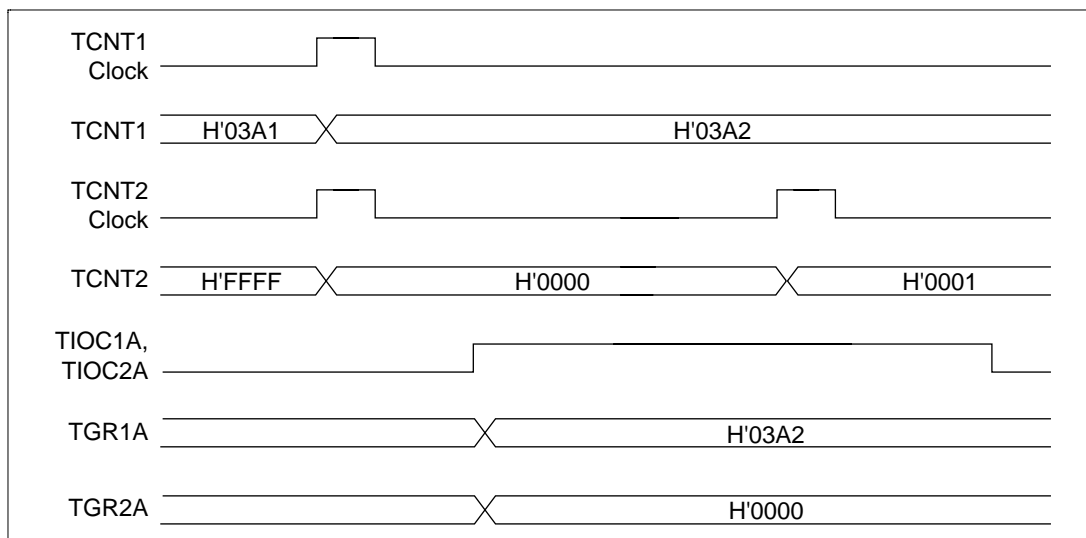 TCNT1
Clock
TCNT1 H'03A1 H'03A2
TCNT2
Clock
TCNT2 H'FFFF H'0000 H'0001
TIOC1A,
TIOC2A
TGR1A H'03A2
TGR2A H'0000